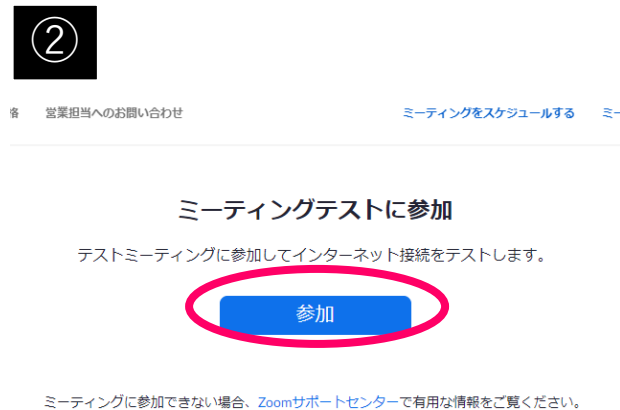 ②
営業担当へのお問い合わせ ミーティングをスケジュールする
ミーティングテストに参加
テストミーティングに参加してインターネット接続をテストします。
参加
ミーティングに参加できない場合、Zoomサポートセンターで有用な情報をご覧ください。